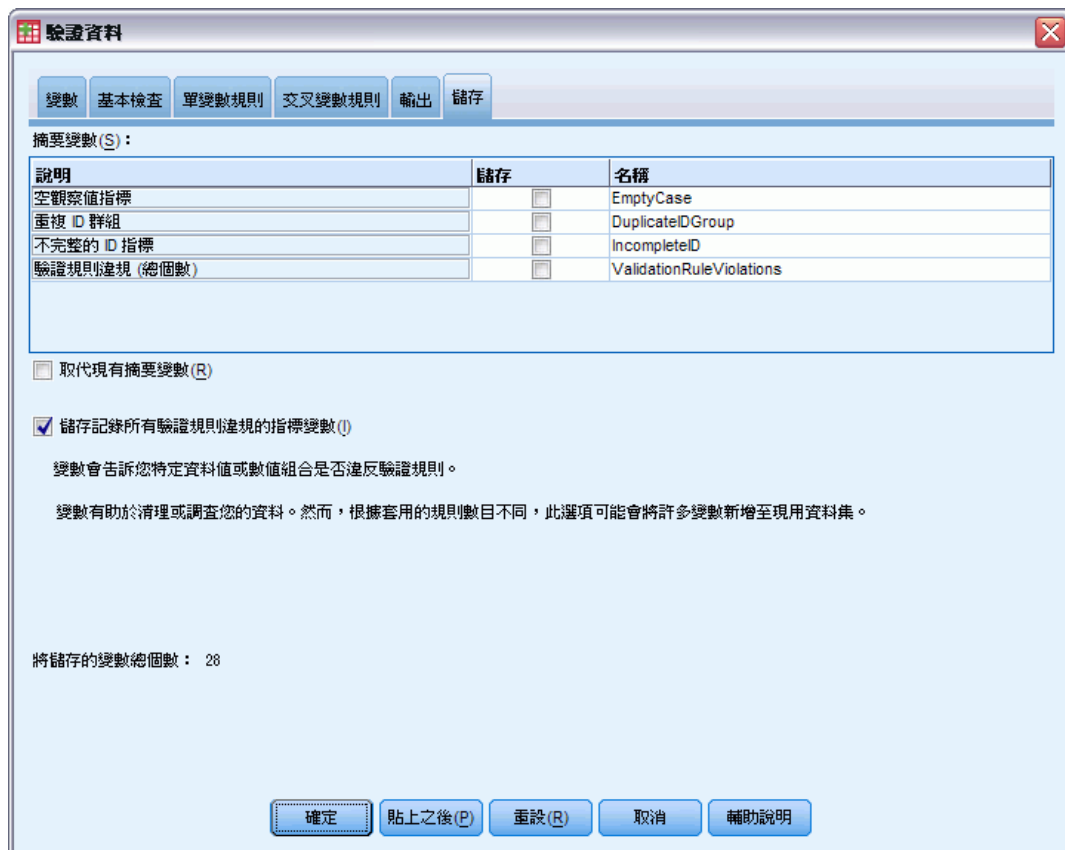 驗證資料
變數 基本檢查 單變數規則 交叉變數規則 輸出 儲存
摘要變數(S)：
說明 儲存 名稱
空觀察值指標 EmptyCase
重複 ID 群組 DuplicateIDGroup
不完整的 ID 指標 IncompleteID
驗證規則違規 (總個數) ValidationRuleViolations
取代現有摘要變數(R)
儲存記錄所有驗證規則違規的指標變數(I)
變數會告訴您特定資料值或數值組合是否違反驗證規則。
變數有助於清理或調查您的資料。然而，根據套用的規則數目不同，此選項可能會將許多變數新增至現用資料集。
將儲存的變數總個數： 28
確定 貼上之後(P) 重設(R) 取消 輔助說明